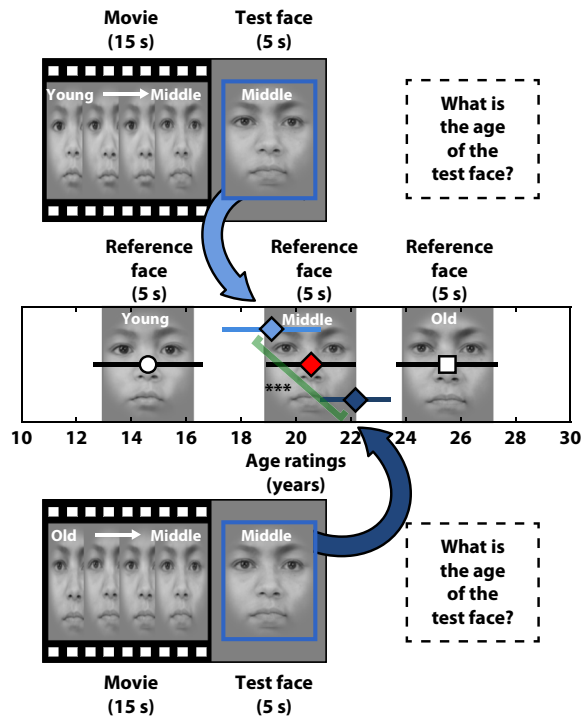 Movie
(15 s)
Test face
(5 s)
Young
Middle
Middle
What is
the age
of the
test face?
Reference
face
(5 s)
Reference
face
(5 s)
Reference
face
(5 s)
Young
Middle
Old
***
10 12 14 16 18 20 22 24 26 28 30
Age ratings
(years)
Old
Middle
Middle
What is
the age
of the
test face?
Movie
(15 s)
Test face
(5 s)